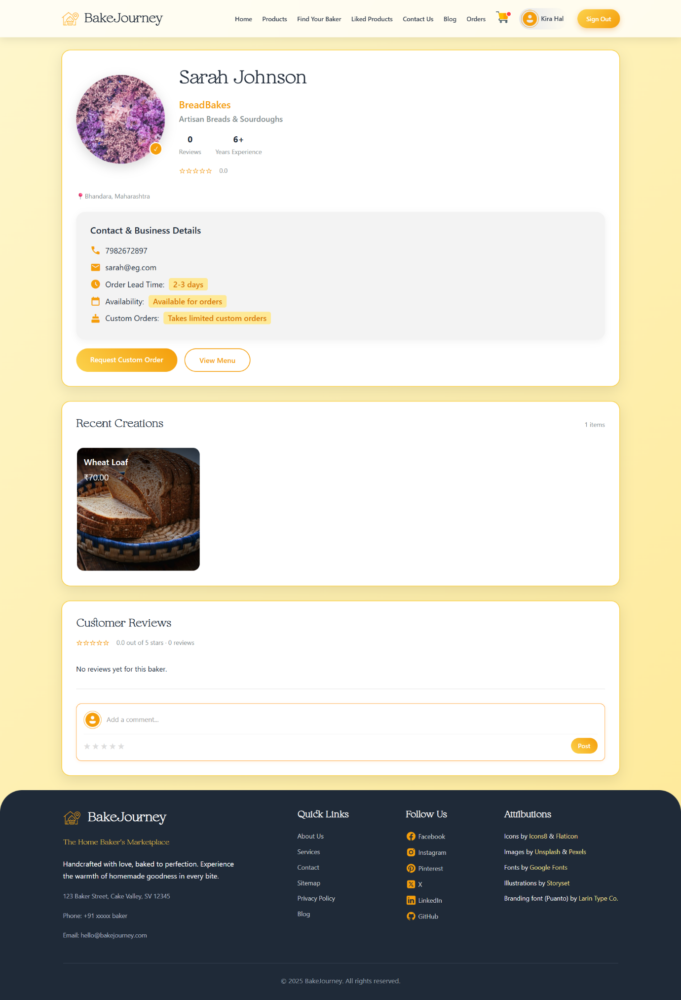 BakeJourney
Home Products Find Your Baker Liked Products Contact Us Blog Orders Kira Hal Sign Out
Sarah Johnson
BreadBakes
Artisan Breads & Sourdoughs
0 6+
Reviews Years Experience
☆☆☆☆☆ 0.0
Bhandara, Maharashtra
Contact & Business Details
7982672897
sarah@eg.com
Order Lead Time: 2-3 days
Availability: Available for orders
Custom Orders: Takes limited custom orders
Request Custom Order View Menu
Recent Creations 1 items
Wheat Loaf
₹70.00
Customer Reviews
☆☆☆☆☆ 0.0 out of 5 stars · 0 reviews
No reviews yet for this baker.
Add a comment...
★★★★★ Post
BakeJourney
The Home Baker's Marketplace
Handcrafted with love, baked to perfection. Experience
the warmth of homemade goodness in every bite.
123 Baker Street, Cake Valley, SV 12345
Phone: +91 xxxxx baker
Email: hello@bakejourney.com
Quick Links
About Us
Services
Contact
Sitemap
Privacy Policy
Blog
Follow Us
Facebook
Instagram
Pinterest
X
LinkedIn
GitHub
Attributions
Icons by Icons8 & Flaticon
Images by Unsplash & Pexels
Fonts by Google Fonts
Illustrations by Storyset
Branding font (Puanto) by Larin Type Co.
© 2025 BakeJourney. All rights reserved.